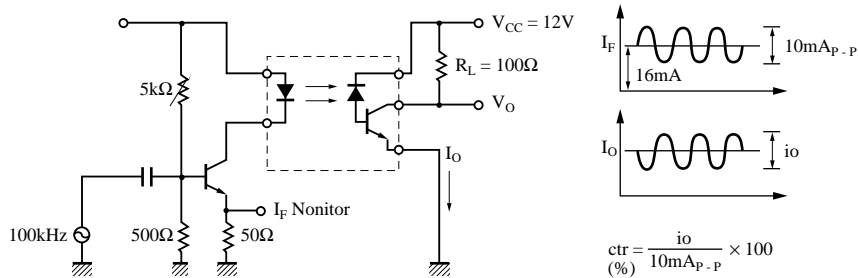 V_CC = 12V
5kΩ
R_L = 100Ω
V_O
I_O
I_F Nonitor
100kHz
500Ω
50Ω
I_F
16mA
10mA_P - P
I_O
io
ctr = io / 10mA_P - P × 100
(%)